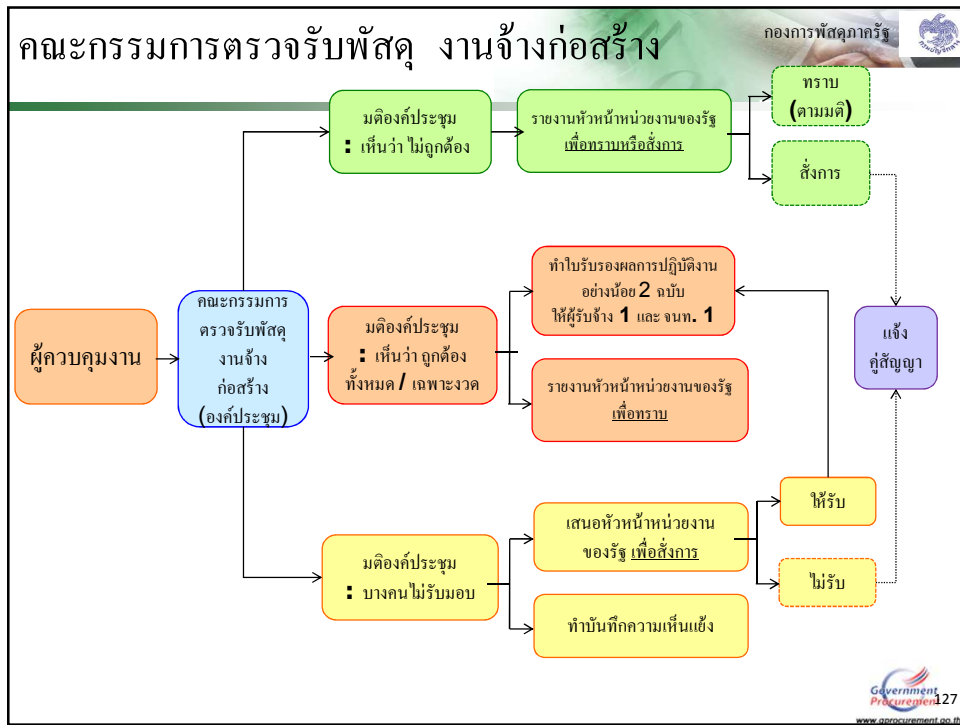 คณะกรรมการตรวจรับพัสดุ งานจ้างก่อสร้าง
กองการพัสดุภาครัฐ
กรมบัญชีกลาง
มติองค์ประชุม
: เห็นว่า ไม่ถูกต้อง
รายงานหัวหน้าหน่วยงานของรัฐ
เพื่อทราบหรือสั่งการ
ทราบ
(ตามมติ)
สั่งการ
ผู้ควบคุมงาน
คณะกรรมการ
ตรวจรับพัสดุ
งานจ้าง
ก่อสร้าง
(องค์ประชุม)
มติองค์ประชุม
: เห็นว่า ถูกต้อง
ทั้งหมด / เฉพาะงวด
ทำใบรับรองผลการปฏิบัติงาน
อย่างน้อย 2 ฉบับ
ให้ผู้รับจ้าง 1 และ จนท. 1
รายงานหัวหน้าหน่วยงานของรัฐ
เพื่อทราบ
แจ้ง
คู่สัญญา
มติองค์ประชุม
: บางคนไม่รับมอบ
เสนอหัวหน้าหน่วยงาน
ของรัฐ เพื่อสั่งการ
ทำบันทึกความเห็นแย้ง
ให้รับ
ไม่รับ
Government
Procurement
127
www.gprocurement.go.th